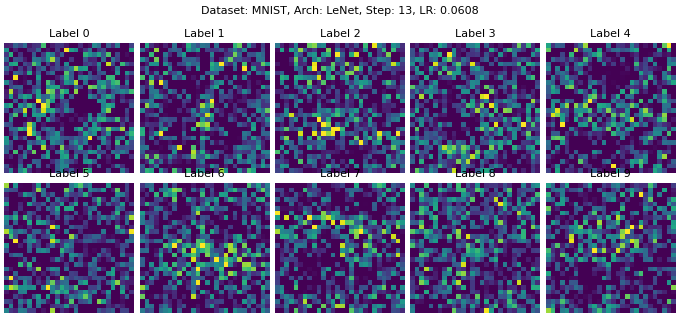 Dataset: MNIST, Arch: LeNet, Step: 13, LR: 0.0608
Label 0 Label 1 Label 2 Label 3 Label 4
Label 5 Label 6 Label 7 Label 8 Label 9